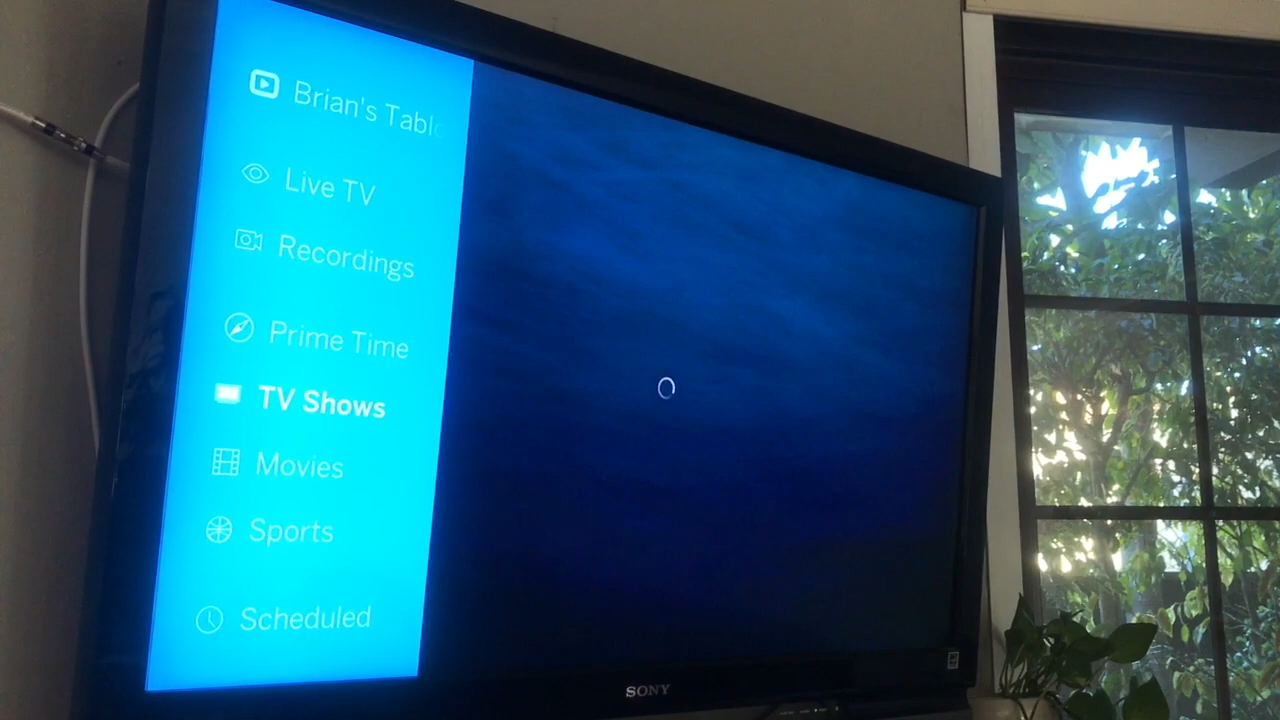 Brian's Tabl
Live TV
Recordings
Prime Time
TV Shows
Movies
Sports
Scheduled
SONY